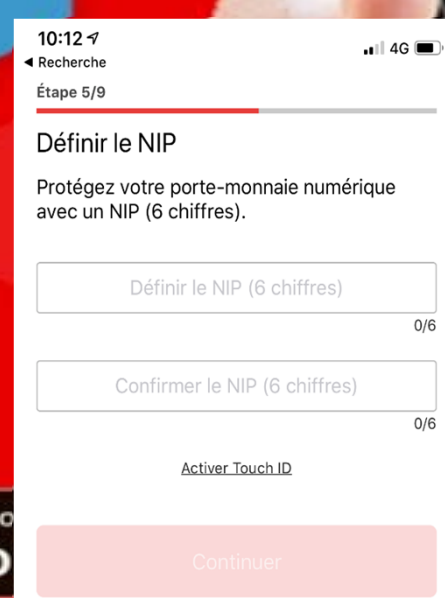 10:12
4G
◀ Recherche
Étape 5/9
Définir le NIP
Protégez votre porte-monnaie numérique
avec un NIP (6 chiffres).
Définir le NIP (6 chiffres)
0/6
Confirmer le NIP (6 chiffres)
0/6
Activer Touch ID
Continuer